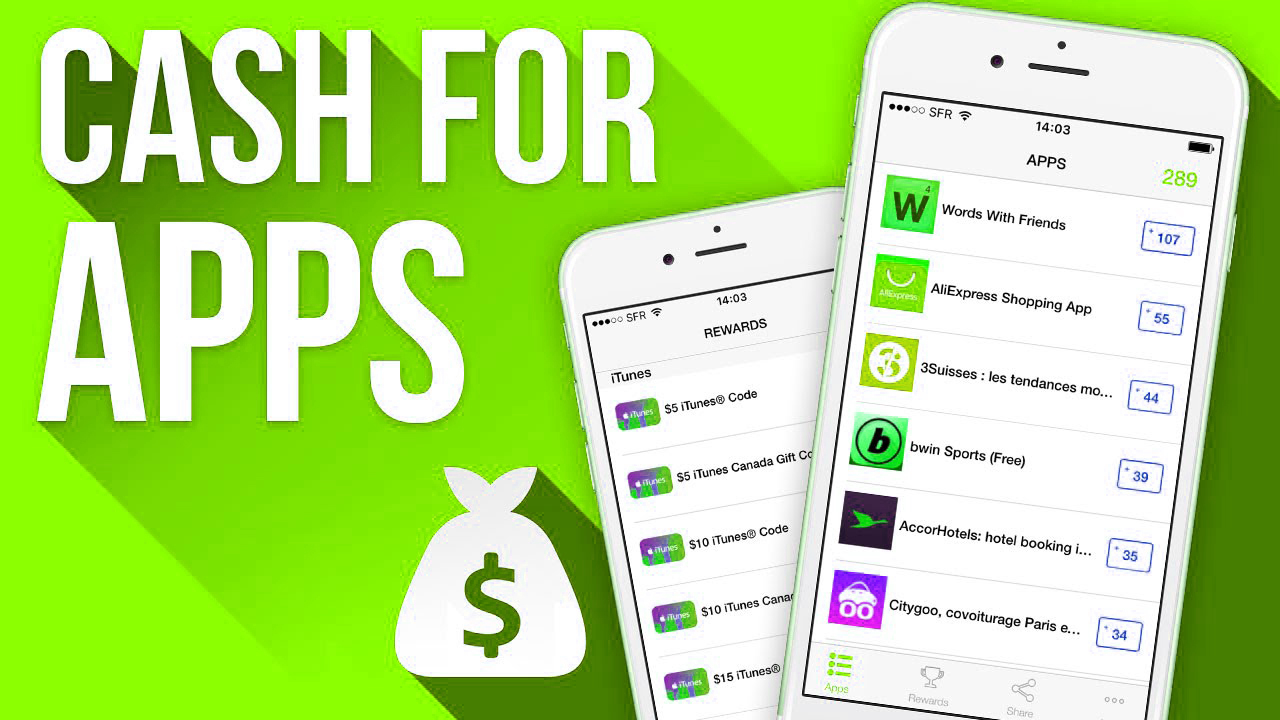 CASH FOR
APPS
$
SFR
14:03
REWARDS
iTunes
iTunes
$5 iTunes® Code
iTunes
$5 iTunes Canada Gift
iTunes
$10 iTunes® Code
iTunes
$10 iTunes
iTunes
$15 iTunes®
SFR
14:03
APPS
289
W 4
Words With Friends
+ 107
AliExpress
AliExpress Shopping App
+ 55
3Suisses : les tendances mo...
+ 44
b
bwin Sports (Free)
+ 39
AccorHotels: hotel booking i...
+ 35
Citygoo, covoiturage Paris e...
+ 34
Apps
Rewards
Share